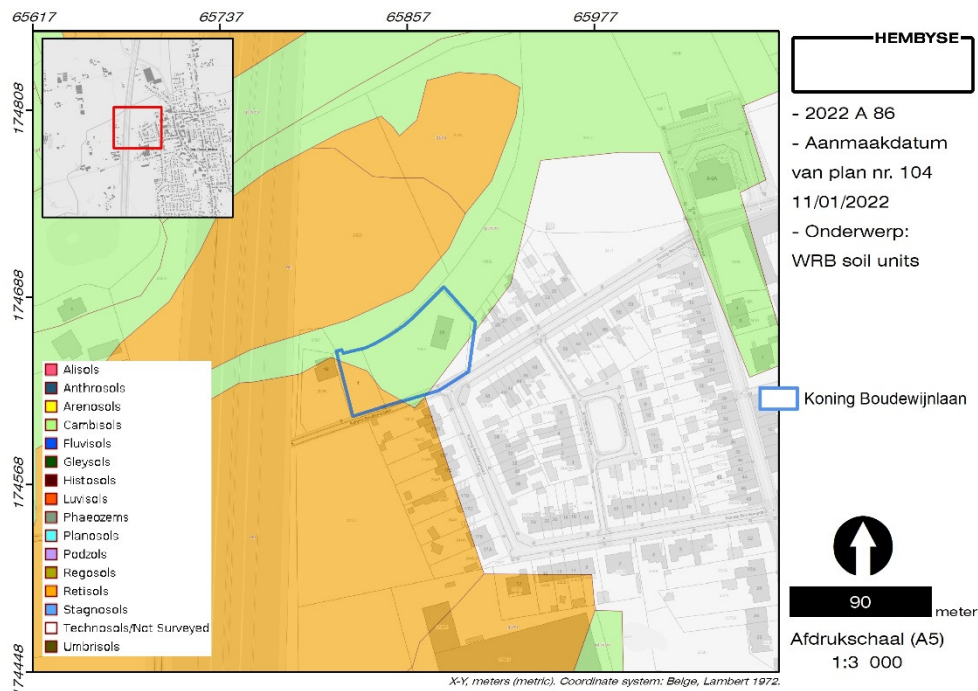 65617 65737 65857 65977
174808
174688
174568
174448
HEMBYSE
- 2022 A 86
- Aanmaakdatum
van plan nr. 104
11/01/2022
- Onderwerp:
WRB soil units
Alisols
Anthrosols
Arenosols
Cambisols
Fluvisols
Gleysols
Histosols
Luvisols
Phaeozems
Planosols
Podzols
Regosols
Retisols
Stagnosols
Technosols/Not Surveyed
Umbrisols
Koning Boudewijnlaan
90
meter
Afdrukschaal (A5)
1:3 000
X-Y, meters (metric). Coordinate system: Belge, Lambert 1972.